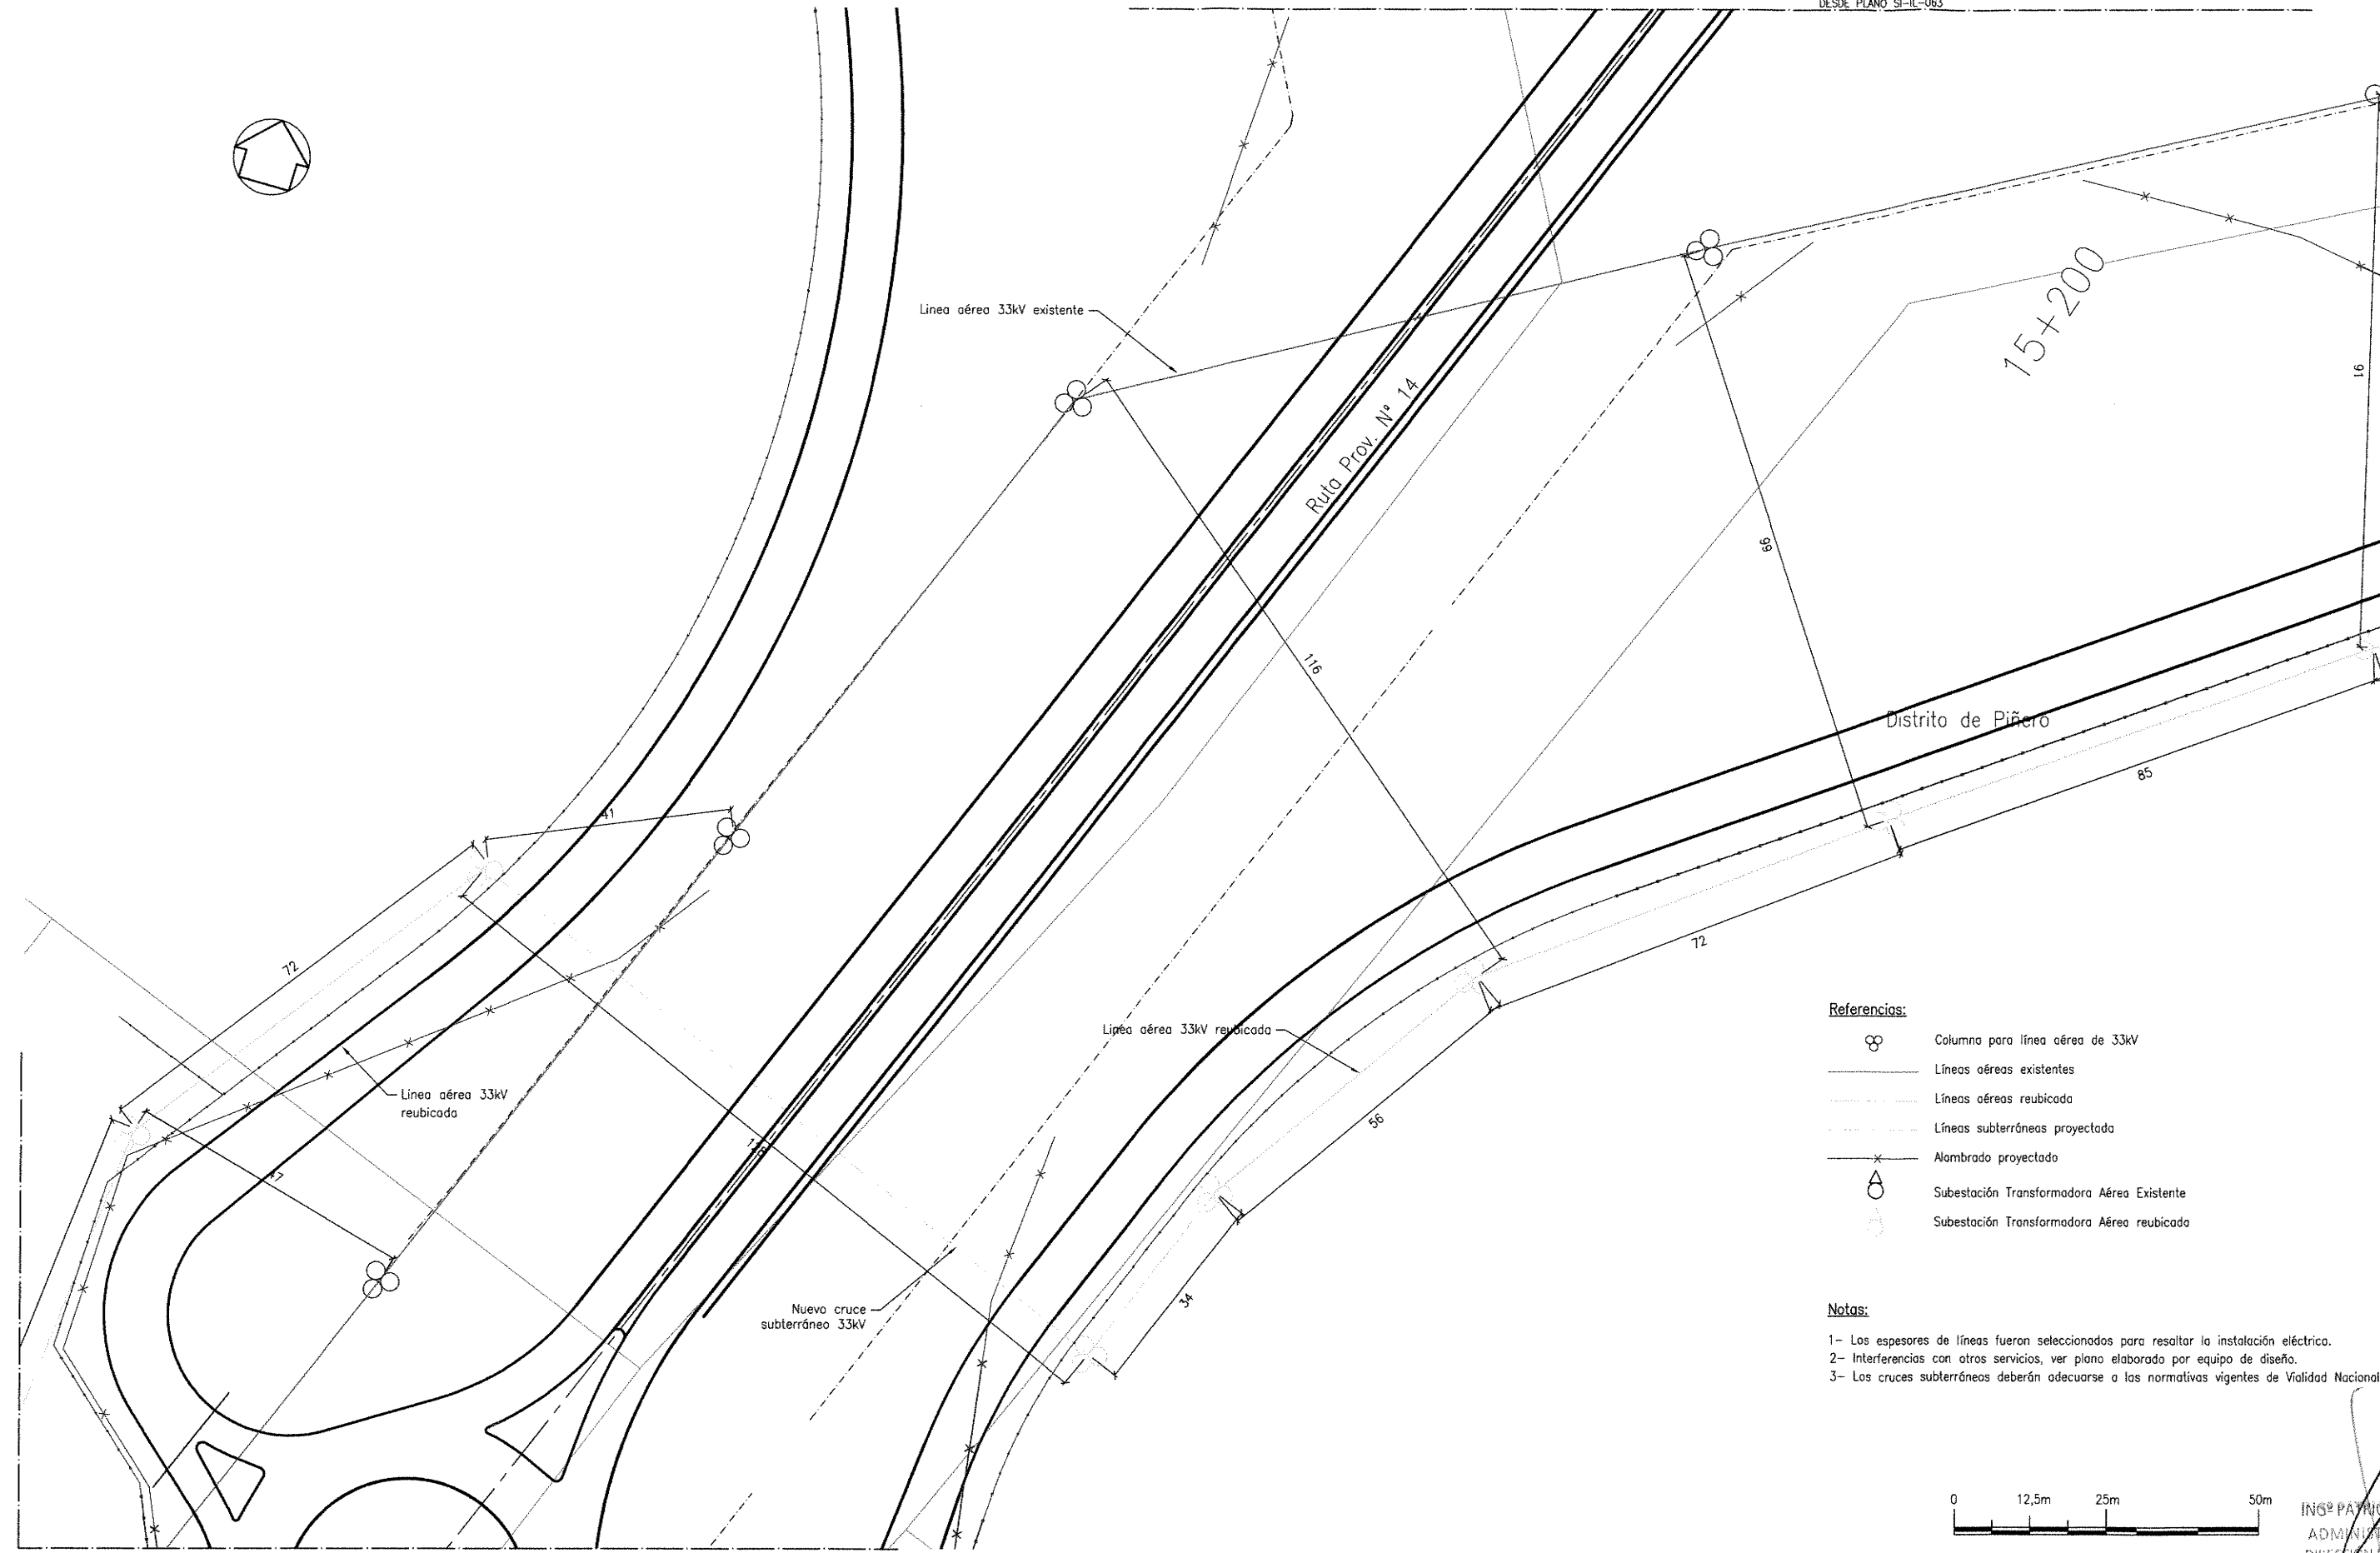 DESDE PLANO SI-IL-063
Linea aérea 33kV existente
15+200
91
Ruta Prov. Nº 14
99
116
Distrito de Piñero
85
41
72
72
Linea aérea 33kV reubicada
Linea aérea 33kV
reubicada
56
47
34
Nuevo cruce
subterráneo 33kV
Referencias:
Columna para línea aérea de 33kV
Líneas aéreas existentes
Líneas aéreas reubicada
Líneas subterráneas proyectada
Alambrado proyectado
Subestación Transformadora Aérea Existente
Subestación Transformadora Aérea reubicada
Notas:
1- Los espesores de líneas fueron seleccionados para resaltar la instalación eléctrica.
2- Interferencias con otros servicios, ver plano elaborado por equipo de diseño.
3- Los cruces subterráneos deberán adecuarse a las normativas vigentes de Vialidad Nacional
0 12,5m 25m 50m